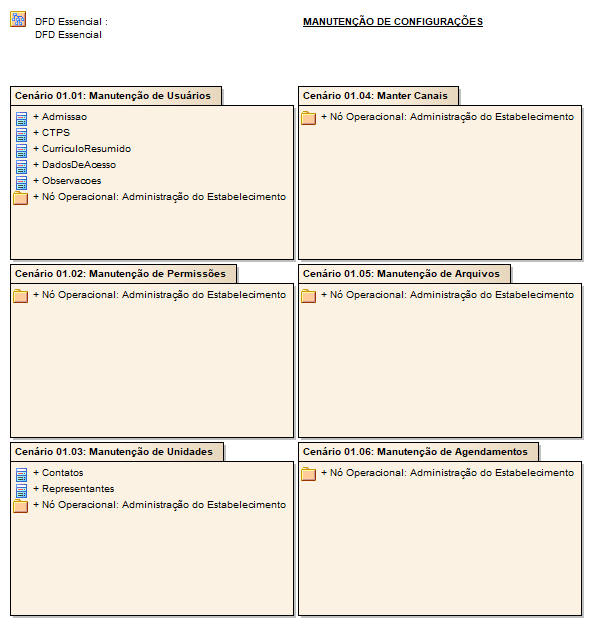 DFD Essencial :
DFD Essencial
MANUTENÇÃO DE CONFIGURAÇÕES
Cenário 01.01: Manutenção de Usuários
+ Admissao
+ CTPS
+ CurriculoResumido
+ DadosDeAcesso
+ Observacoes
+ Nó Operacional: Administração do Estabelecimento
Cenário 01.04: Manter Canais
+ Nó Operacional: Administração do Estabelecimento
Cenário 01.02: Manutenção de Permissões
+ Nó Operacional: Administração do Estabelecimento
Cenário 01.05: Manutenção de Arquivos
+ Nó Operacional: Administração do Estabelecimento
Cenário 01.03: Manutenção de Unidades
+ Contatos
+ Representantes
+ Nó Operacional: Administração do Estabelecimento
Cenário 01.06: Manutenção de Agendamentos
+ Nó Operacional: Administração do Estabelecimento